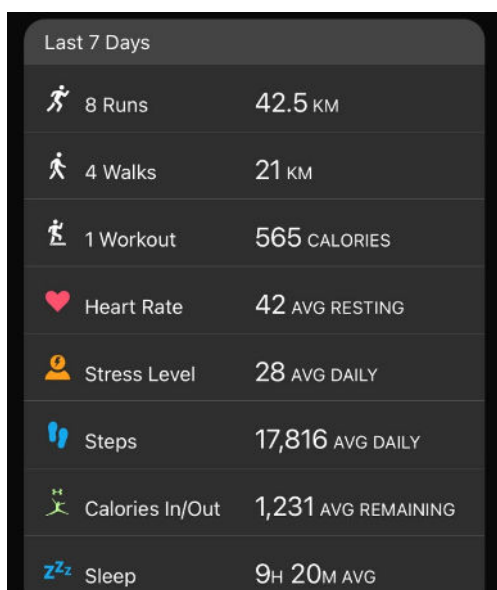 Last 7 Days
8 Runs 42.5 KM
4 Walks 21 KM
1 Workout 565 CALORIES
Heart Rate 42 AVG RESTING
Stress Level 28 AVG DAILY
Steps 17,816 AVG DAILY
Calories In/Out 1,231 AVG REMAINING
zzz Sleep 9H 20M AVG